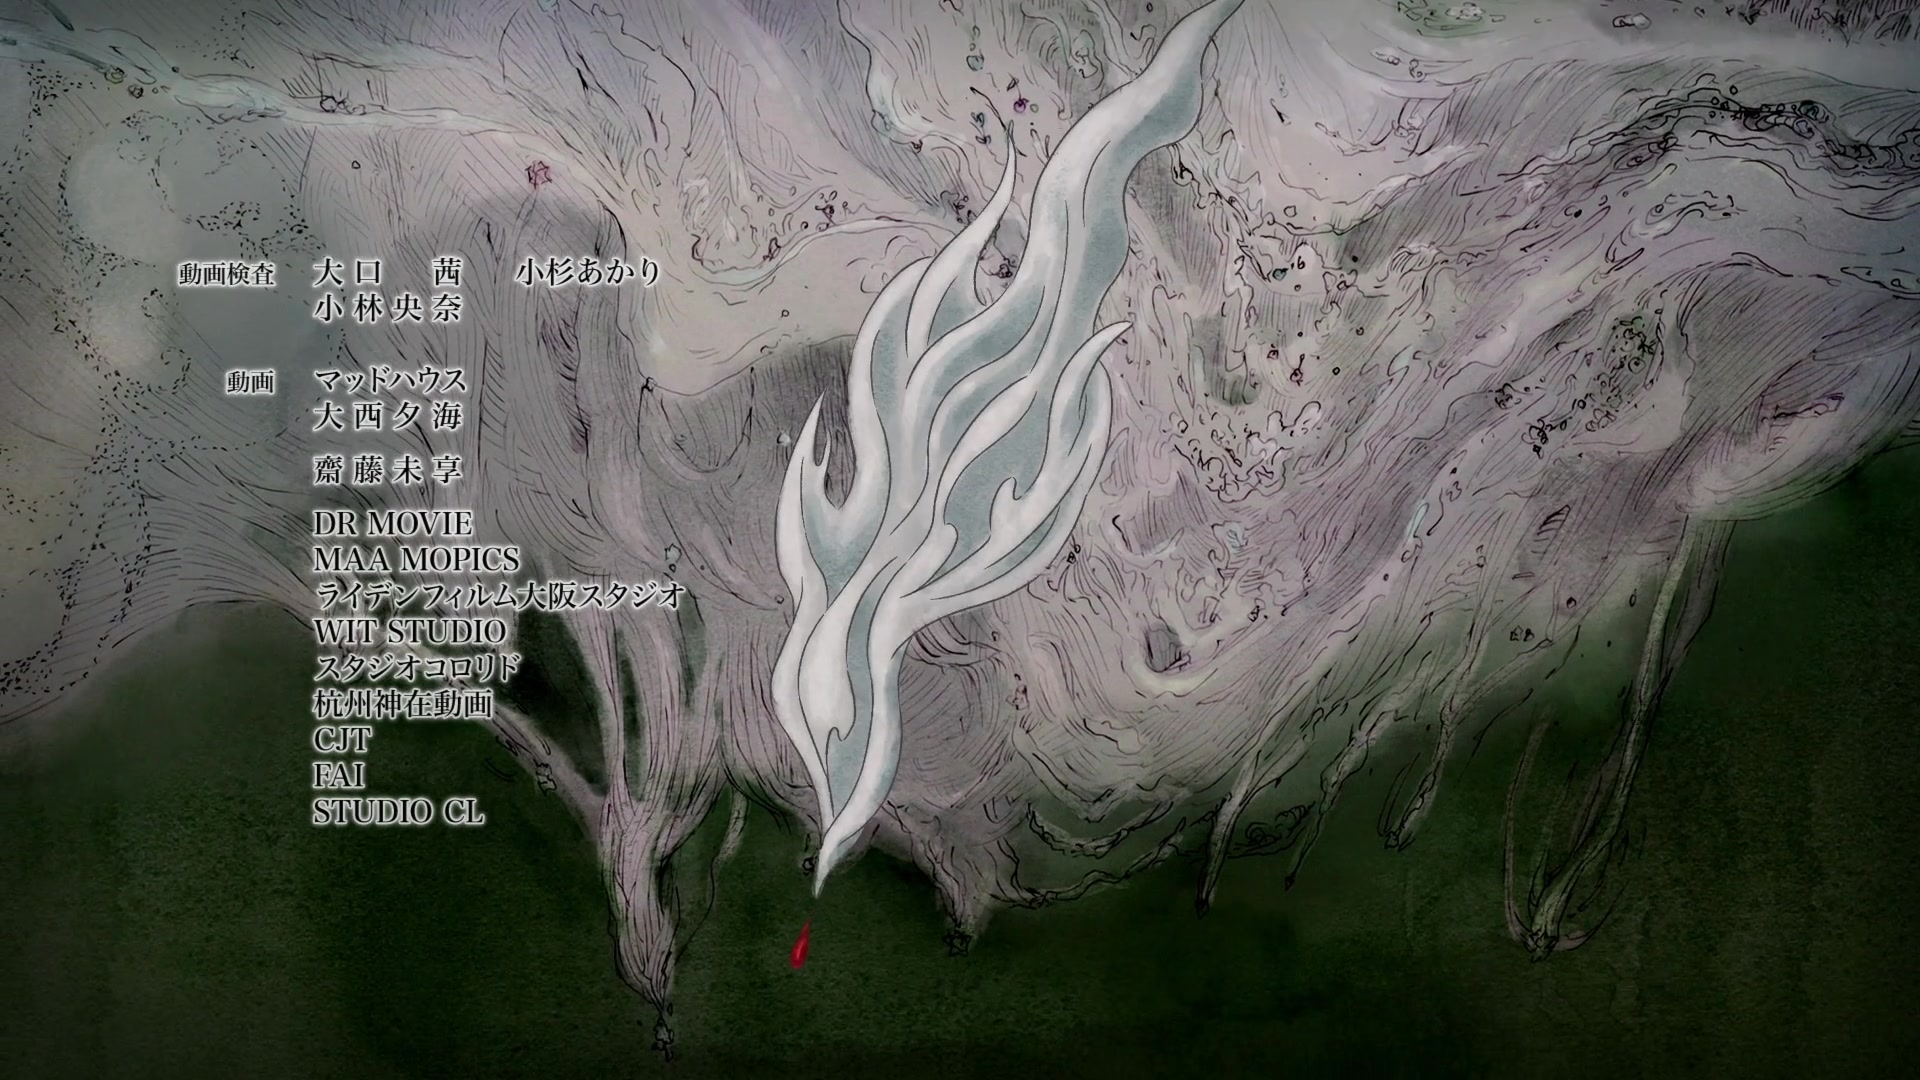 動画検査 大口 茜 小杉あかり
小林央奈
動画 マッドハウス
大西夕海
齋藤未享
DR MOVIE
MAA MOPICS
ライデンフィルム大阪スタジオ
WIT STUDIO
スタジオコロリド
杭州神在動画
CJT
FAI
STUDIO CL